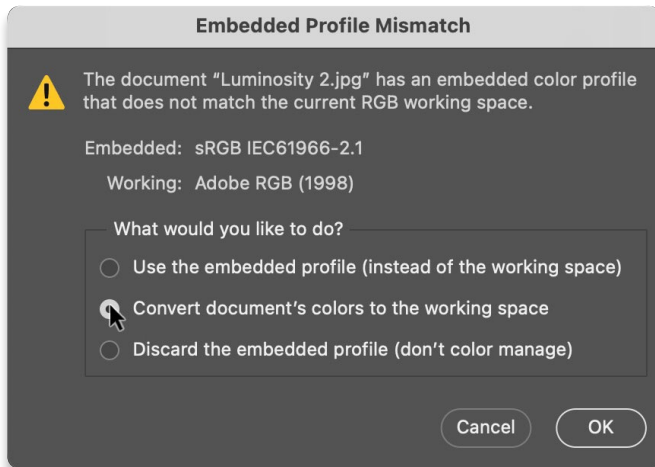 Embedded Profile Mismatch
The document “Luminosity 2.jpg” has an embedded color profile
that does not match the current RGB working space.
Embedded: sRGB IEC61966-2.1
Working: Adobe RGB (1998)
What would you like to do?
Use the embedded profile (instead of the working space)
Convert document’s colors to the working space
Discard the embedded profile (don’t color manage)
Cancel OK